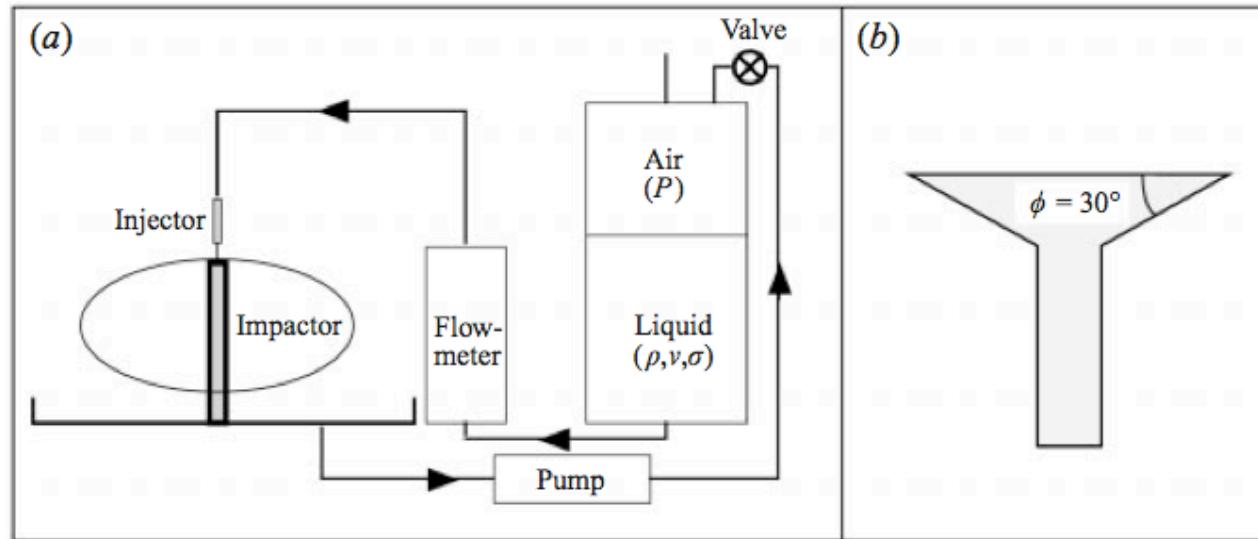 (a)
Valve
Air
(P)
Injector
Impactor
Flow-
meter
Liquid
(ρ,ν,σ)
Pump
(b)
ϕ = 30°